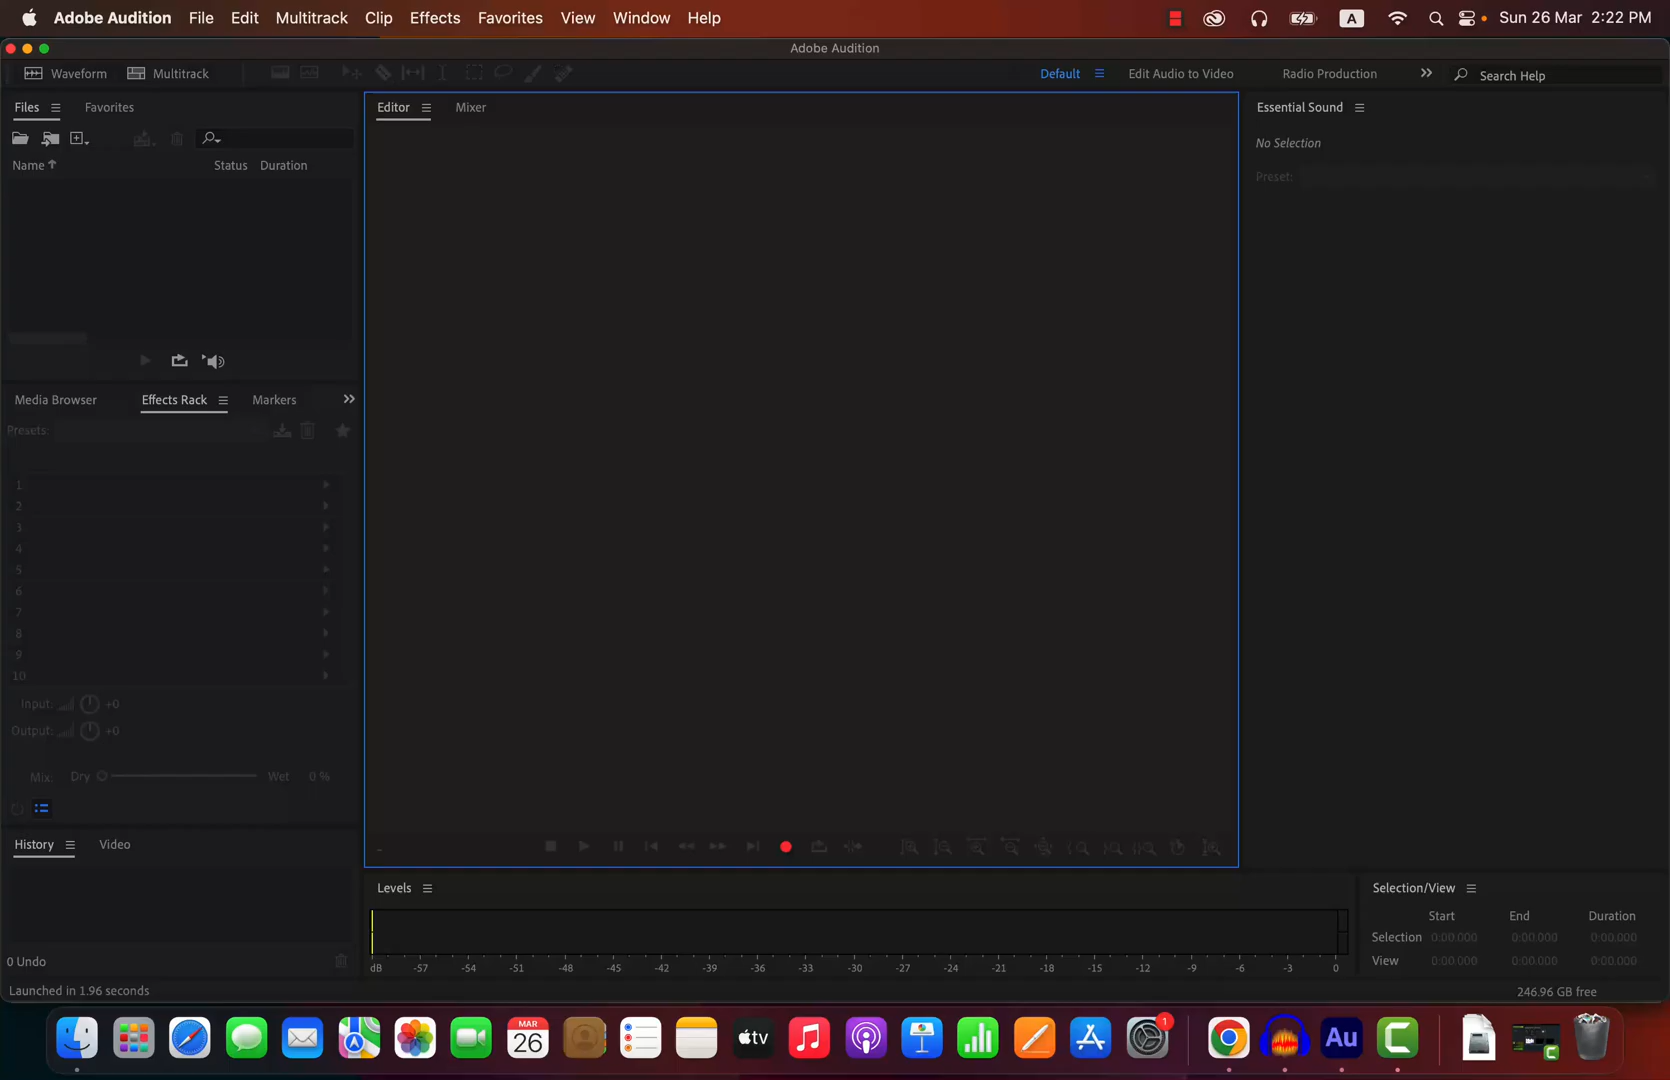 Adobe Audition File Edit Multitrack Clip Effects Favorites View Window Help A Sun 26 Mar 2:22 PM
Adobe Audition
Waveform Multitrack Default Edit Audio to Video Radio Production Search Help
Files Favorites Editor Mixer Essential Sound
No Selection
Name Status Duration
Preset:
Media Browser Effects Rack Markers
Presets:
1
2
3
4
5
6
7
8
9
10
Input: +0
Output: +0
Mix: Dry Wet 0 %
History Video
Levels Selection/View
Start End Duration
Selection 0:00.000 0:00.000 0:00.000
View 0:00.000 0:00.000 0:00.000
0 Undo
dB -57 -54 -51 -48 -45 -42 -39 -36 -33 -30 -27 -24 -21 -18 -15 -12 -9 -6 -3 0
Launched in 1.96 seconds 246.96 GB free
MAR
26
tv
1
Au
C